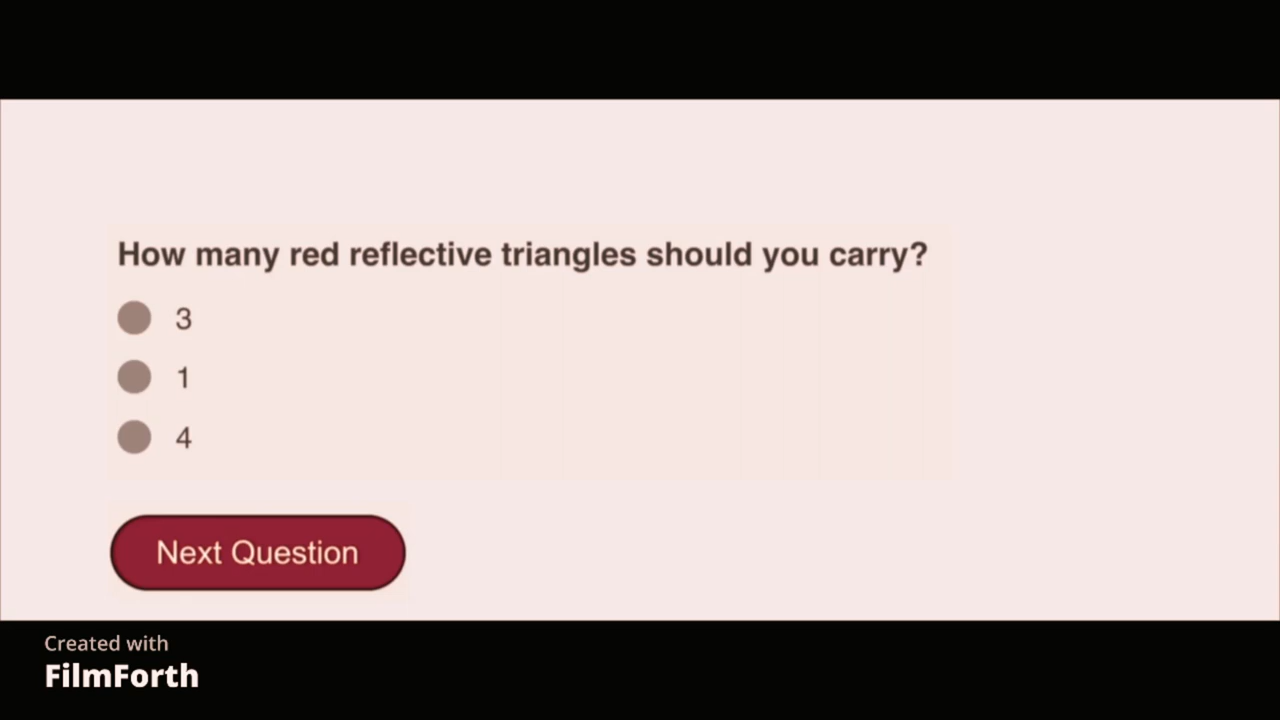 How many red reflective triangles should you carry?
3
1
4
Next Question
Created with
FilmForth